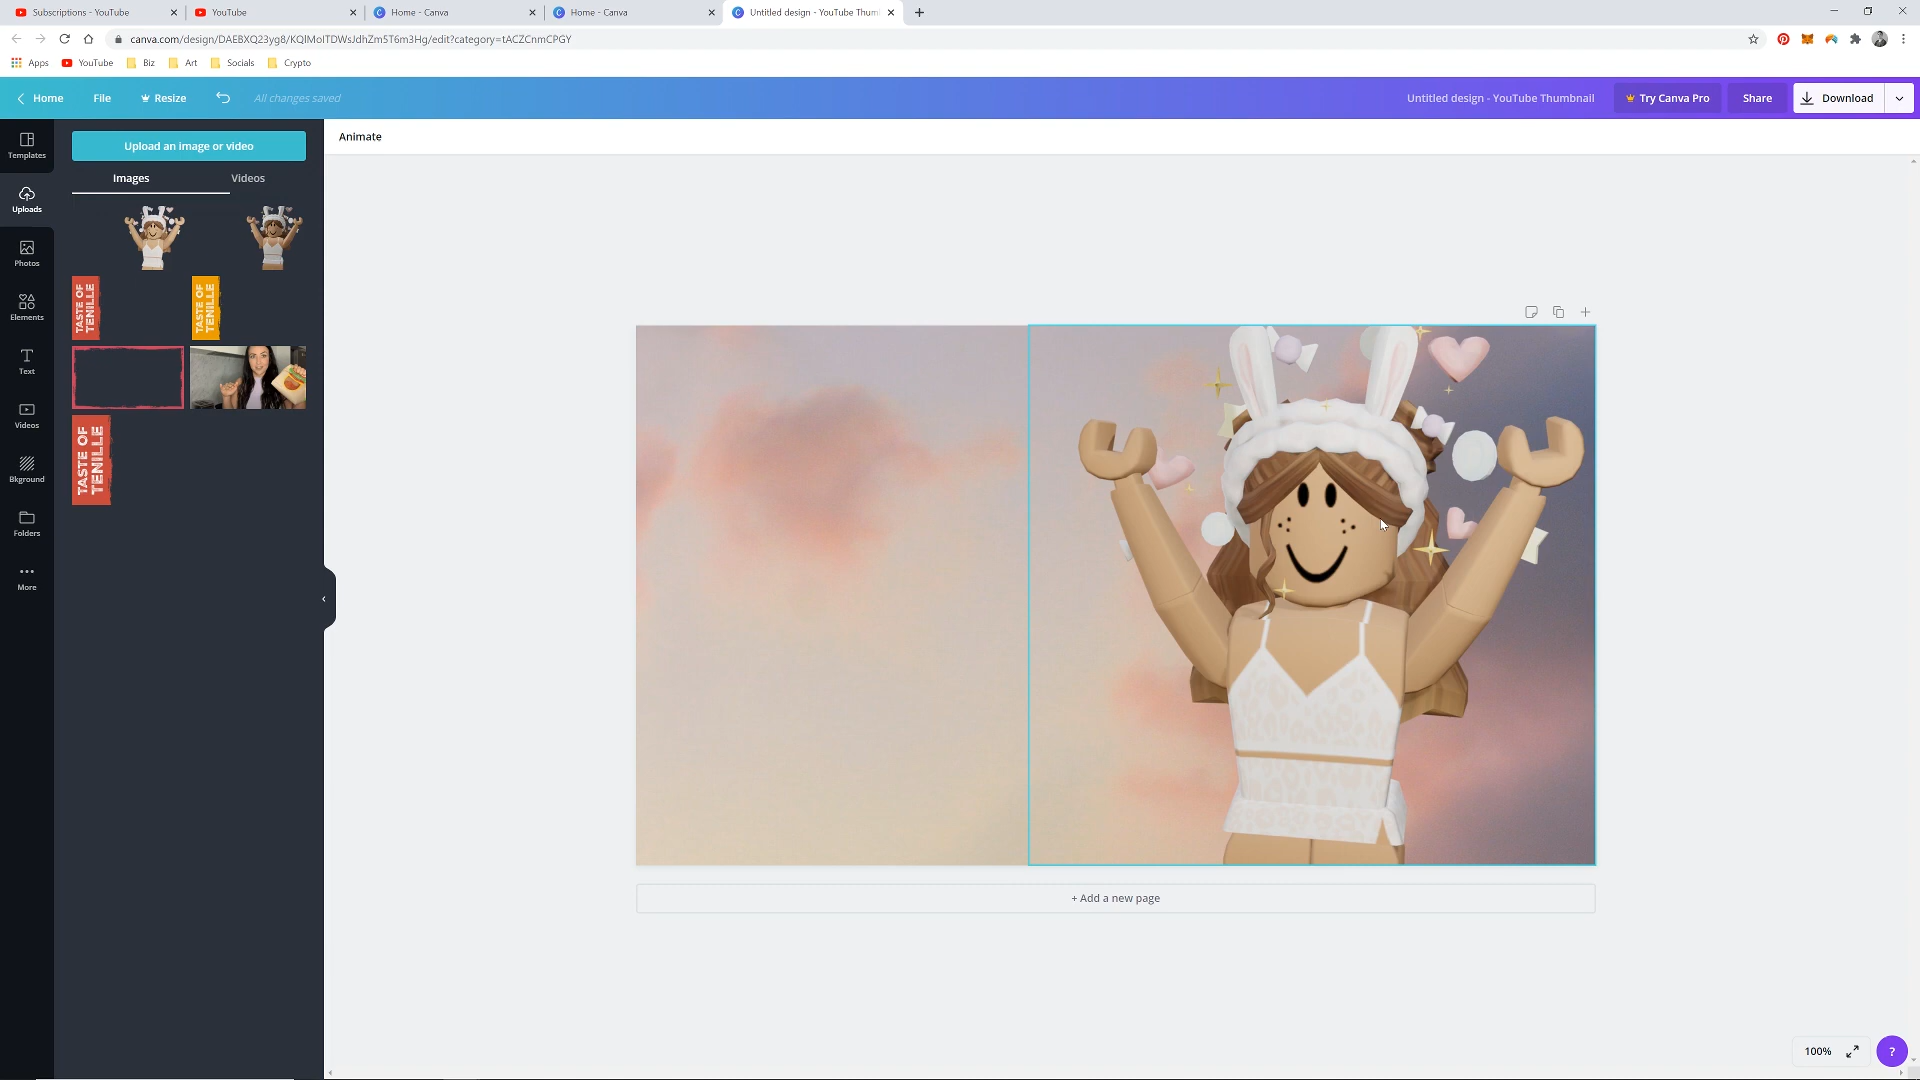 Subscriptions - YouTube
YouTube
Home - Canva
Home - Canva
Untitled design - YouTube Thum
canva.com/design/DAEBXQ23yg8/KQlMoITDWsJdhZm5T6m3Hg/edit?category=tACZCnmCPGY
Apps
YouTube
Biz
Art
Socials
Crypto
Home
File
Resize
All changes saved
Untitled design - YouTube Thumbnail
Try Canva Pro
Share
Download
Templates
Uploads
Photos
Elements
Text
Videos
Bkground
Folders
More
Upload an image or video
Images
Videos
TASTE OF
TENILLE
TASTE OF
TENILLE
TASTE OF
TENILLE
Animate
+ Add a new page
100%
?